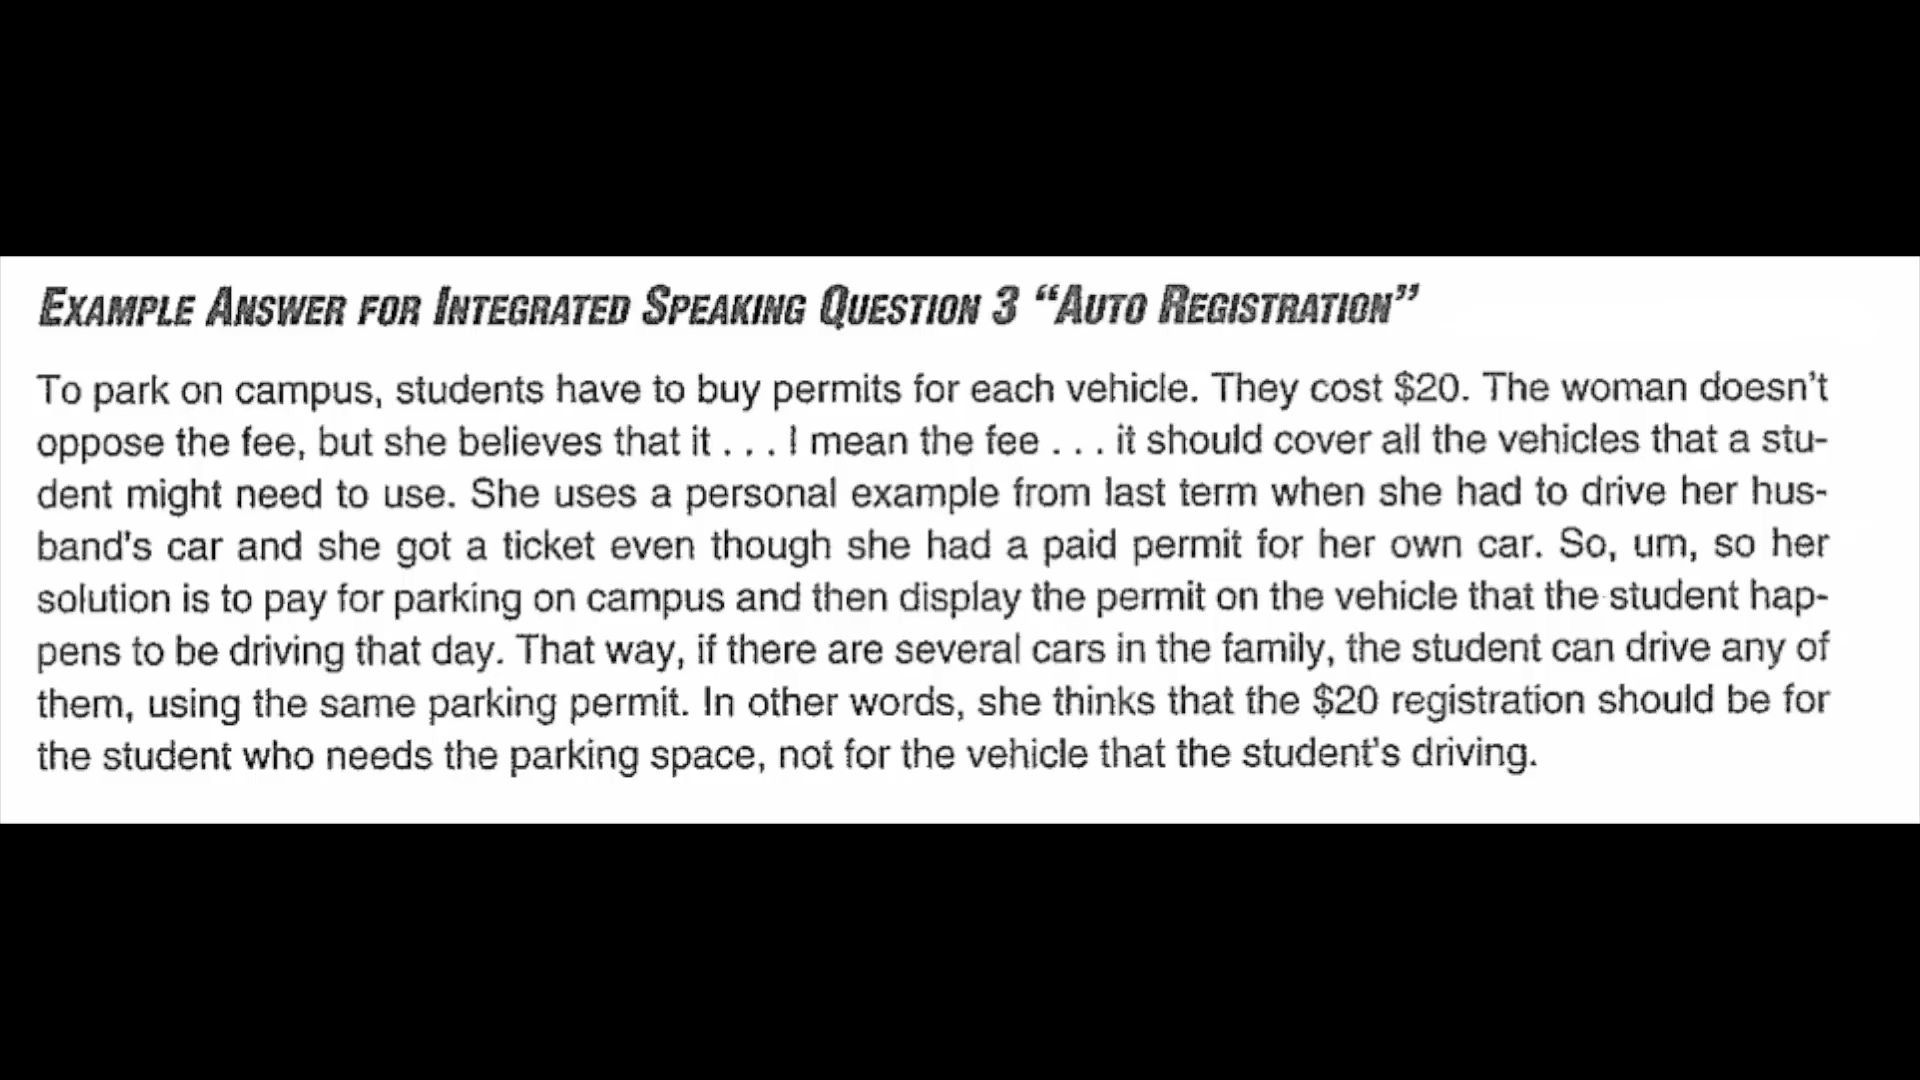 EXAMPLE ANSWER FOR INTEGRATED SPEAKING QUESTION 3 “AUTO REGISTRATION”
To park on campus, students have to buy permits for each vehicle. They cost $20. The woman doesn't
oppose the fee, but she believes that it . . . I mean the fee . . . it should cover all the vehicles that a stu-
dent might need to use. She uses a personal example from last term when she had to drive her hus-
band's car and she got a ticket even though she had a paid permit for her own car. So, um, so her
solution is to pay for parking on campus and then display the permit on the vehicle that the student hap-
pens to be driving that day. That way, if there are several cars in the family, the student can drive any of
them, using the same parking permit. In other words, she thinks that the $20 registration should be for
the student who needs the parking space, not for the vehicle that the student's driving.